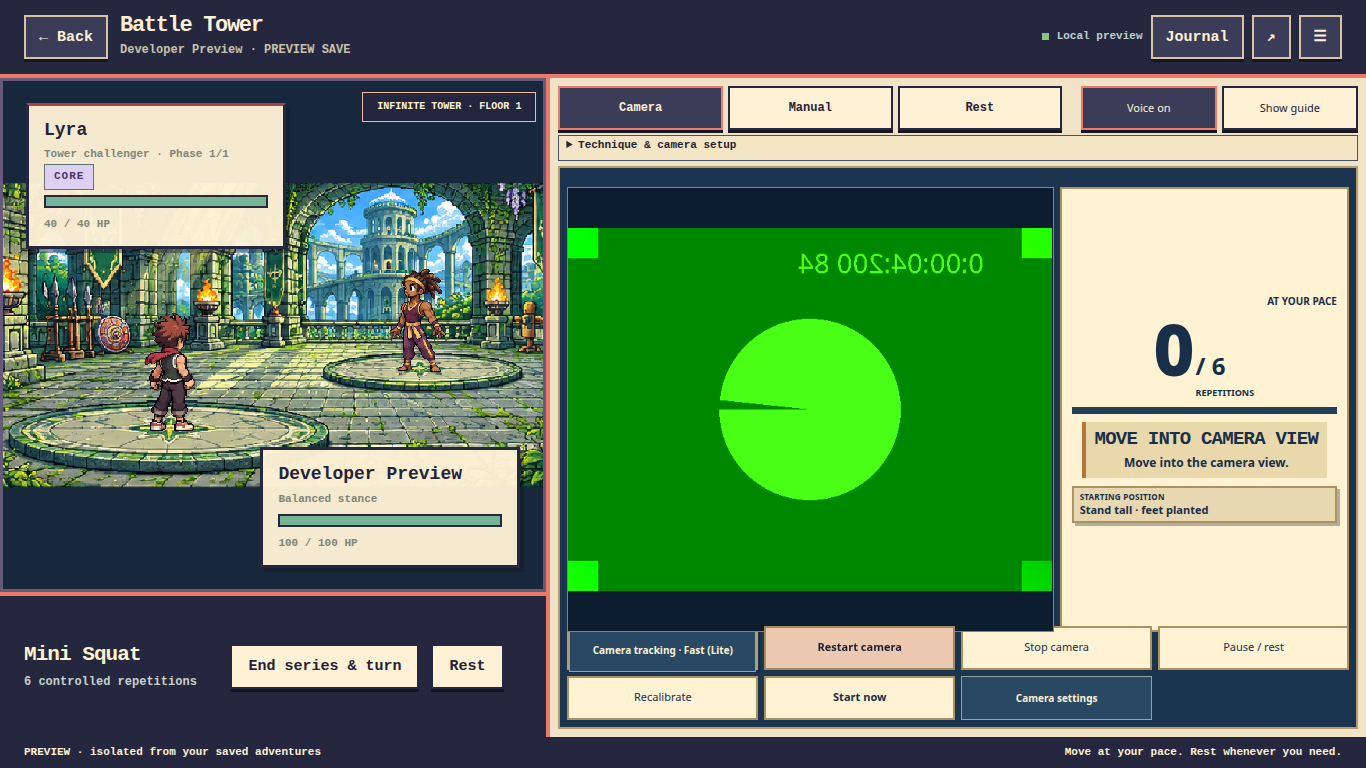 ← Back
Battle Tower
Developer Preview · PREVIEW SAVE
Local preview
Journal
↗
☰
INFINITE TOWER · FLOOR 1
Lyra
Tower challenger · Phase 1/1
CORE
40 / 40 HP
Developer Preview
Balanced stance
100 / 100 HP
Mini Squat
6 controlled repetitions
End series & turn
Rest
Camera
Manual
Rest
Voice on
Show guide
▶ Technique & camera setup
0:00:04:200 84
AT YOUR PACE
0 / 6
REPETITIONS
MOVE INTO CAMERA VIEW
Move into the camera view.
STARTING POSITION
Stand tall · feet planted
Camera tracking · Fast (Lite)
Restart camera
Stop camera
Pause / rest
Recalibrate
Start now
Camera settings
PREVIEW · isolated from your saved adventures
Move at your pace. Rest whenever you need.